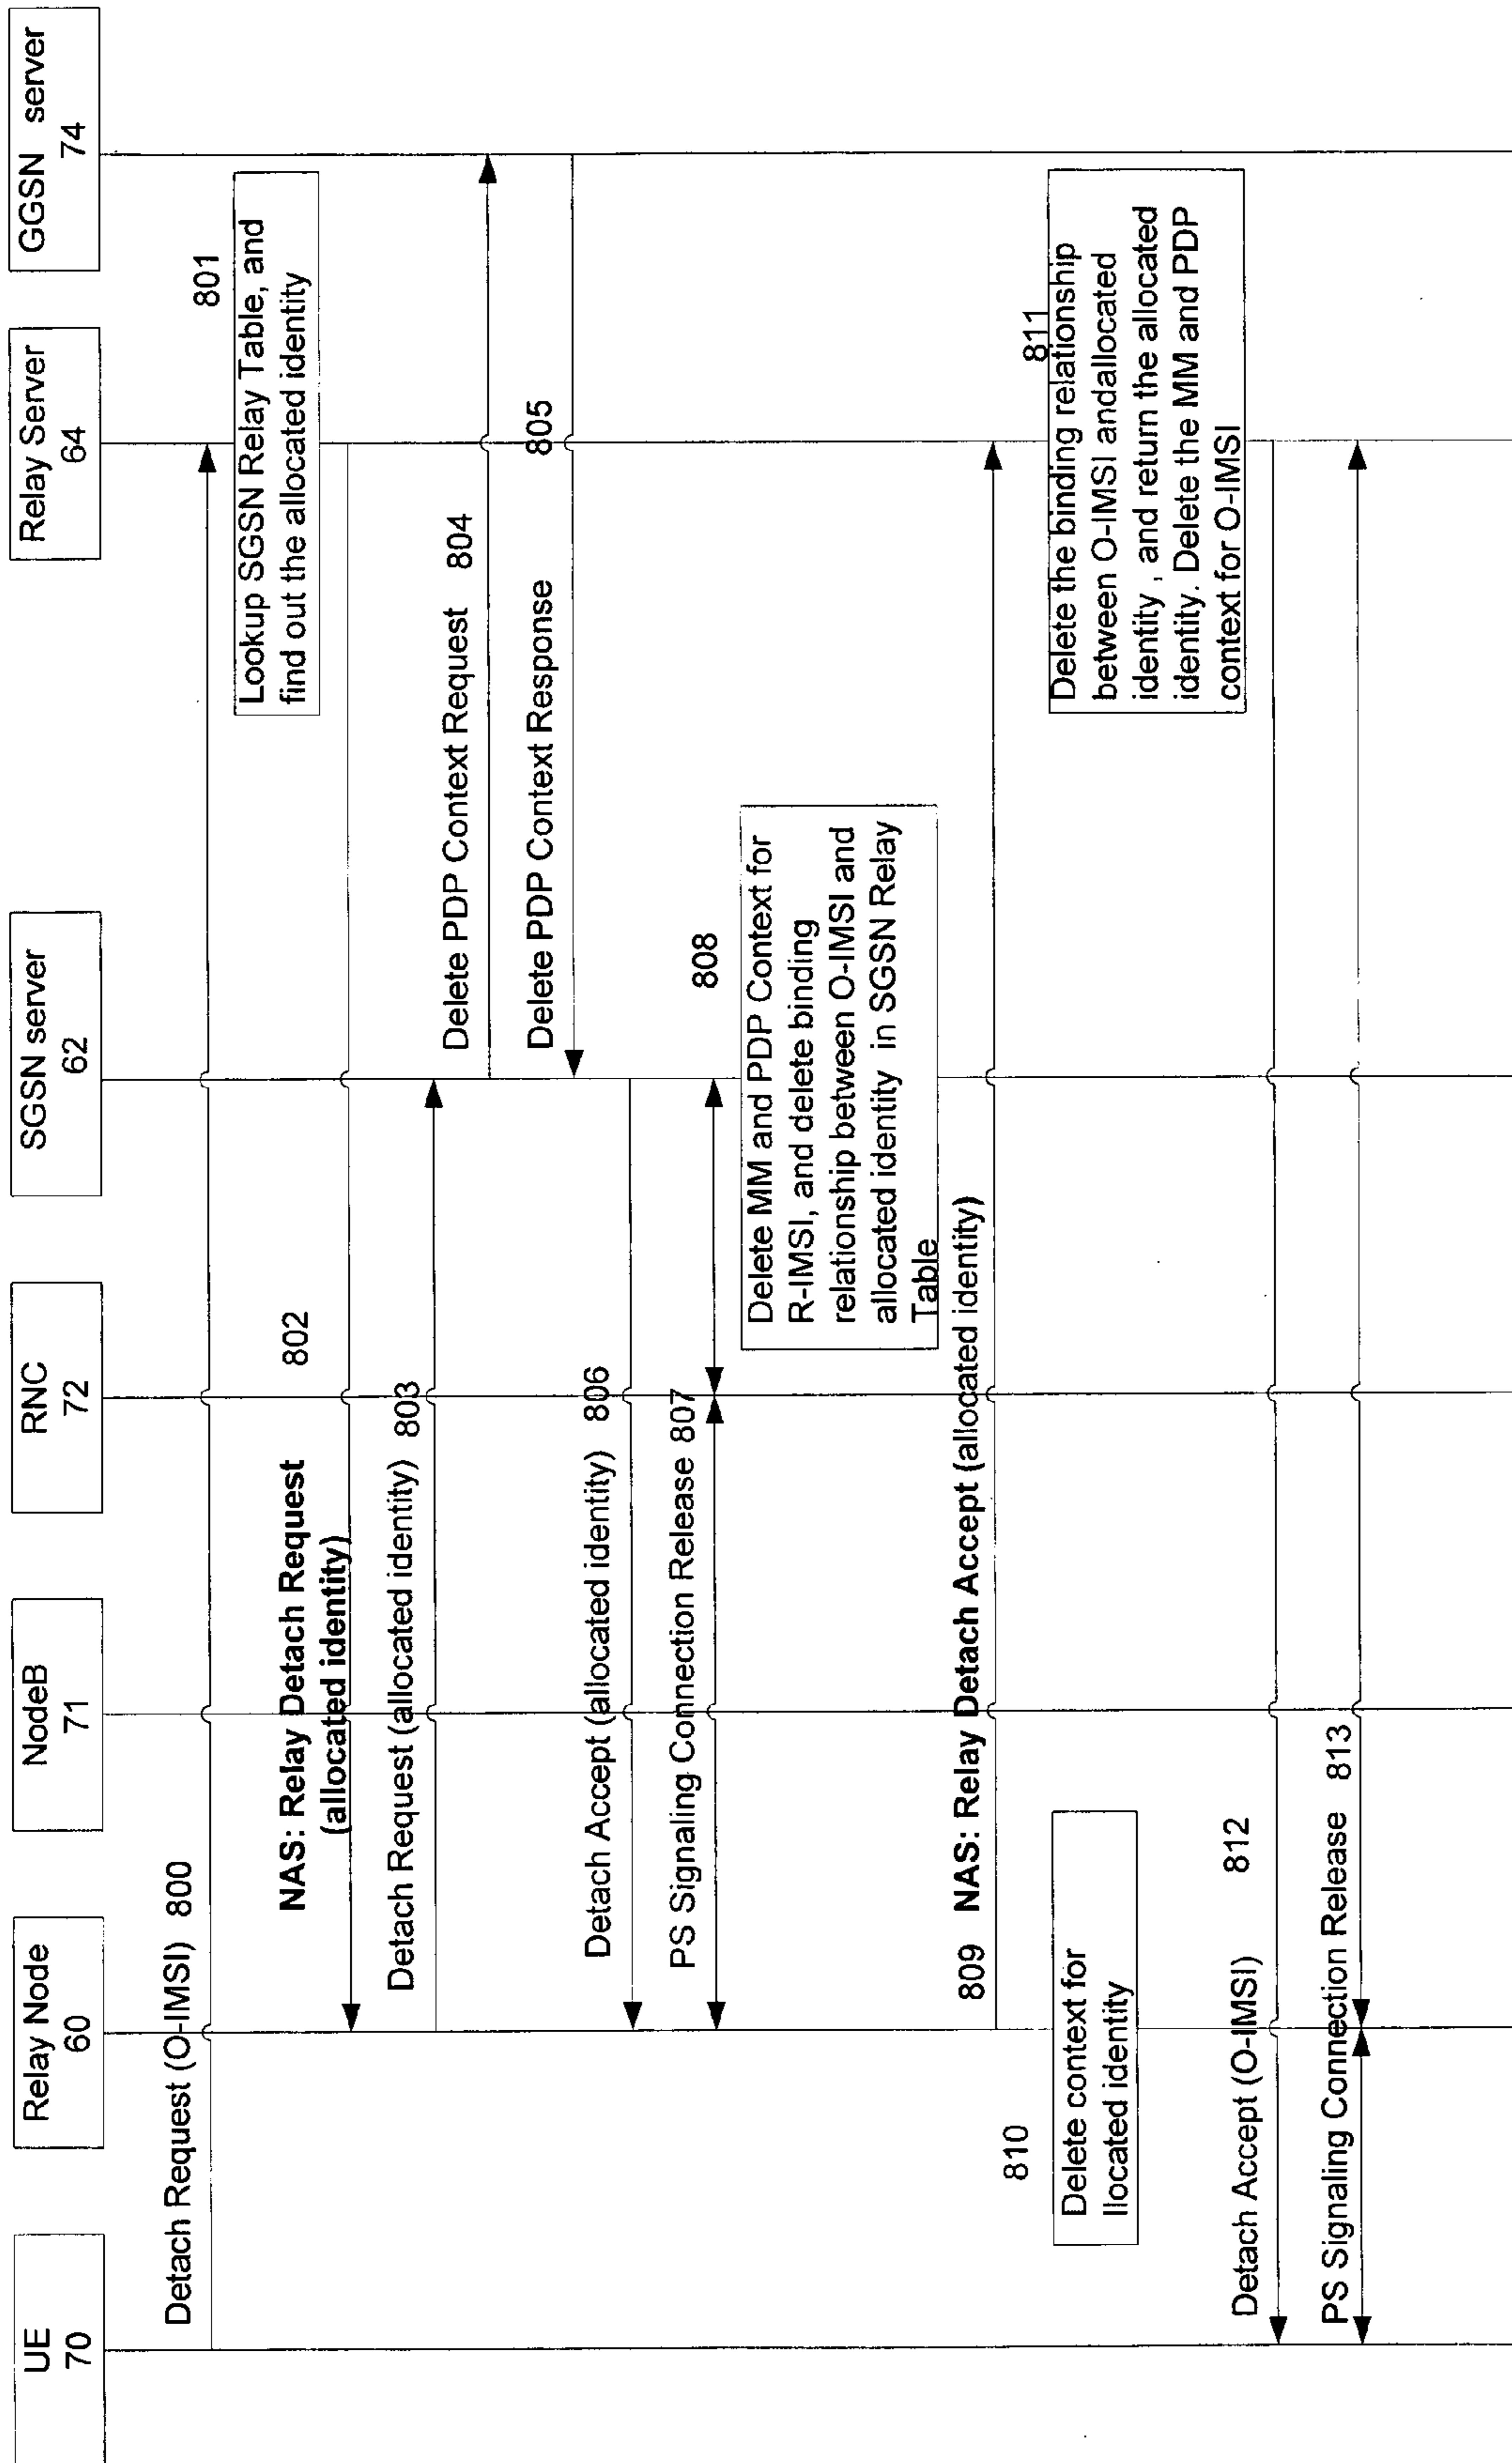 UE
70
Relay Node
60
NodeB
71
RNC
72
SGSN server
62
Relay Server
64
GGSN server
74
Detach Request (O-IMSI) 800
801
Lookup SGSN Relay Table, and
find out the allocated identity
802
NAS: Relay Detach Request
(allocated identity)
Detach Request (allocated identity) 803
Delete PDP Context Request 804
Delete PDP Context Response 805
Detach Accept (allocated identity) 806
PS Signaling Connection Release 807
808
Delete MM and PDP Context for
R-IMSI, and delete binding
relationship between O-IMSI and
allocated identity in SGSN Relay
Table
809 NAS: Relay Detach Accept (allocated identity)
810
Delete context for
llocated identity
811
Delete the binding relationship
between O-IMSI andallocated
identity , and return the allocated
identity. Delete the MM and PDP
context for O-IMSI
Detach Accept (O-IMSI) 812
PS Signaling Connection Release 813